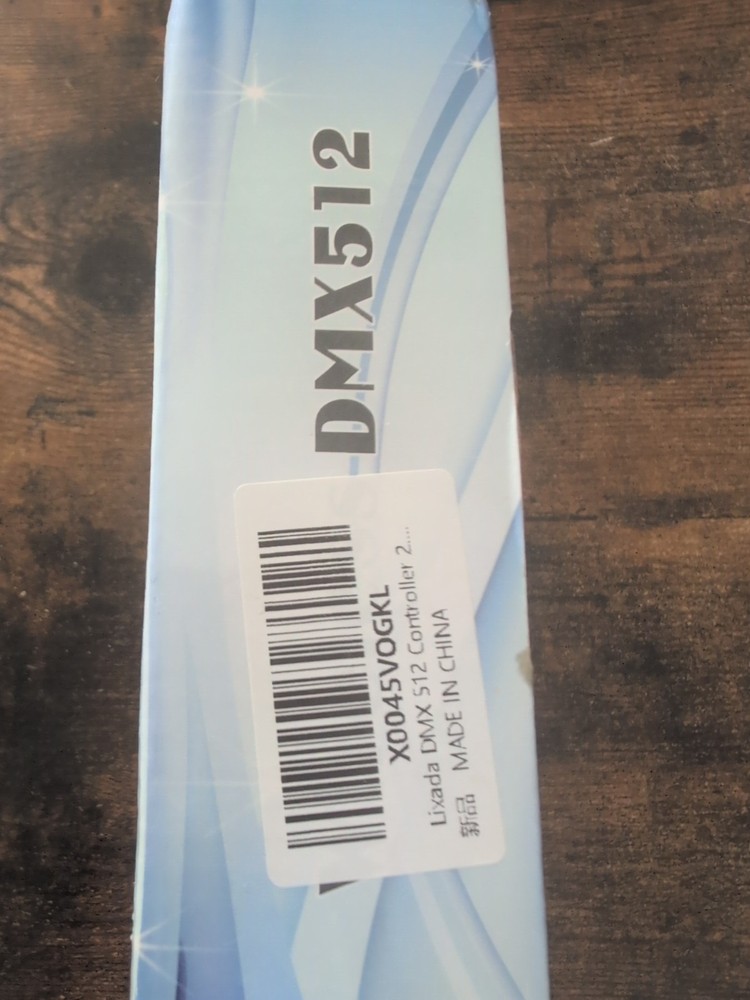 DMX512
X0045VOGKL
Lixada DMX 512 Controller 2....
新品 MADE IN CHINA